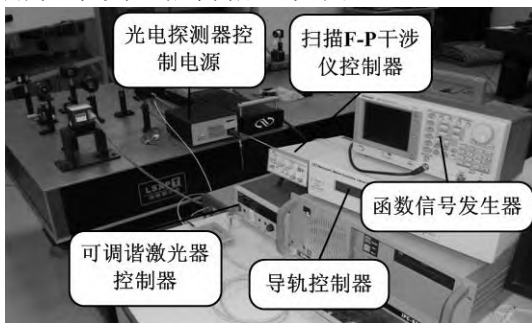 光电探测器控
制电源
扫描F-P干涉
仪控制器
函数信号发生器
可调谐激光器
控制器
导轨控制器